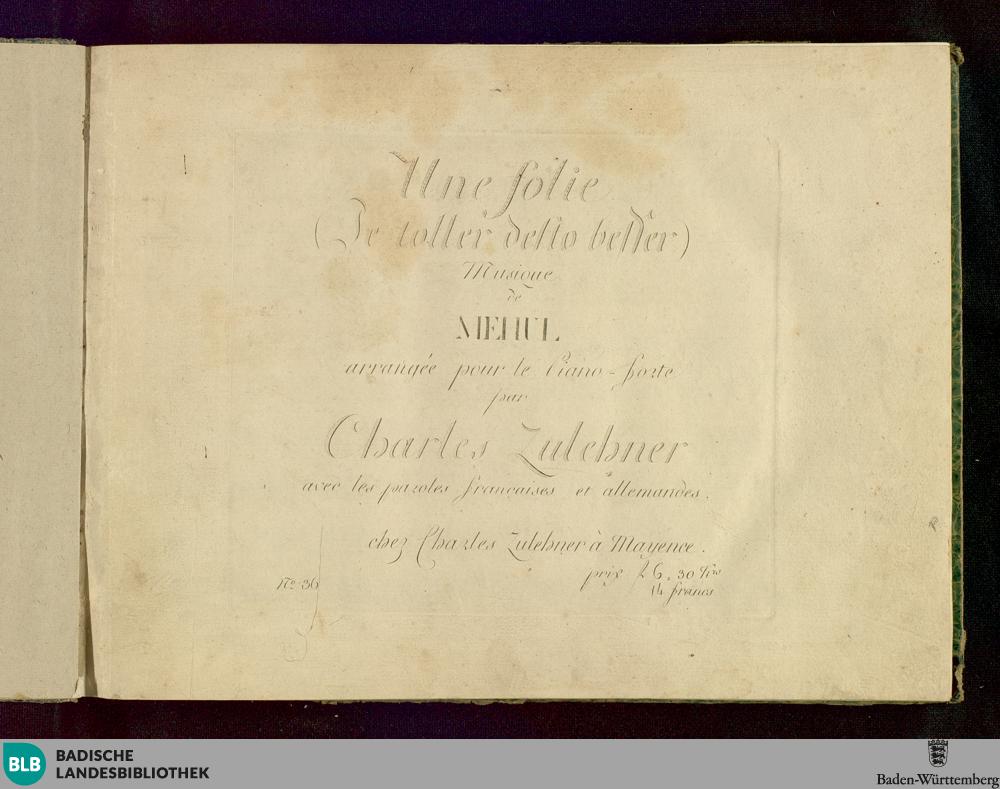 Une folie
(Je toller desto besser)
Musique
de
MEHUL
arrangée pour le Piano-forte
par
Charles Zulehner
avec les paroles françaises et allemandes.
chez Charles Zulehner à Mayence.
prix f 6. 30 Xrs
No. 36
14 francs
BLB
BADISCHE
LANDESBIBLIOTHEK
Baden-Württemberg